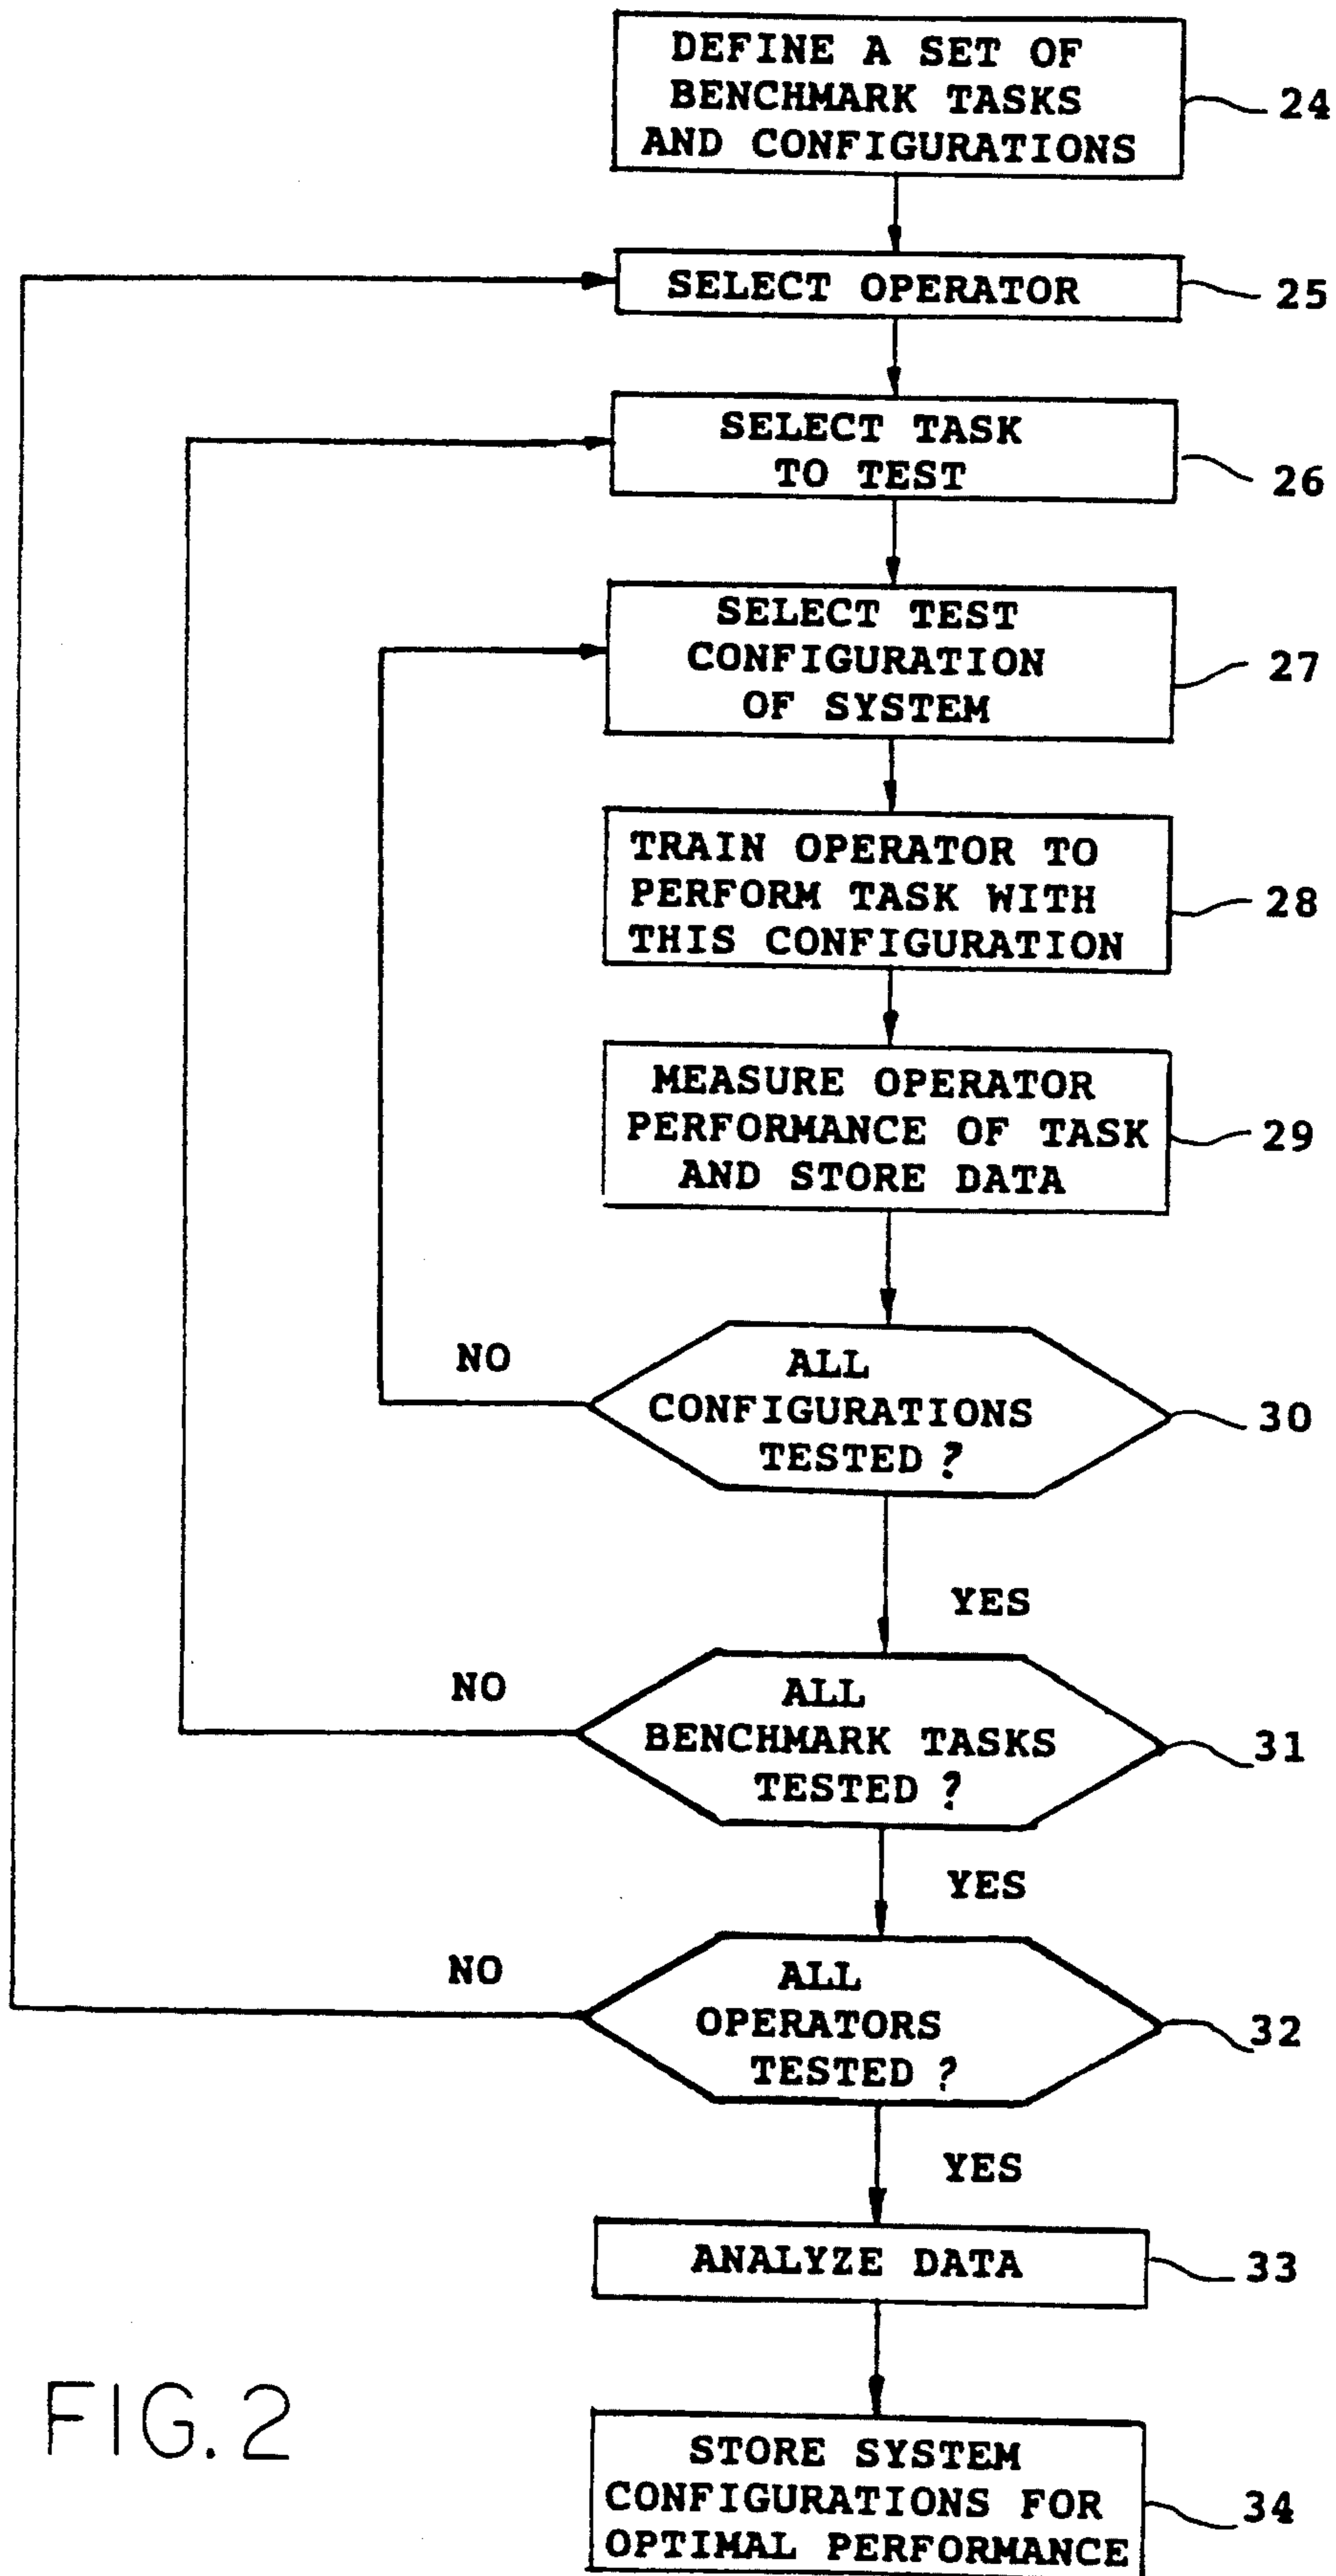 DEFINE A SET OF
BENCHMARK TASKS
AND CONFIGURATIONS
24
SELECT OPERATOR
25
SELECT TASK
TO TEST
26
SELECT TEST
CONFIGURATION
OF SYSTEM
27
TRAIN OPERATOR TO
PERFORM TASK WITH
THIS CONFIGURATION
28
MEASURE OPERATOR
PERFORMANCE OF TASK
AND STORE DATA
29
NO
ALL
CONFIGURATIONS
TESTED ?
30
YES
NO
ALL
BENCHMARK TASKS
TESTED ?
31
YES
NO
ALL
OPERATORS
TESTED ?
32
YES
ANALYZE DATA
33
STORE SYSTEM
CONFIGURATIONS FOR
OPTIMAL PERFORMANCE
34
FIG. 2